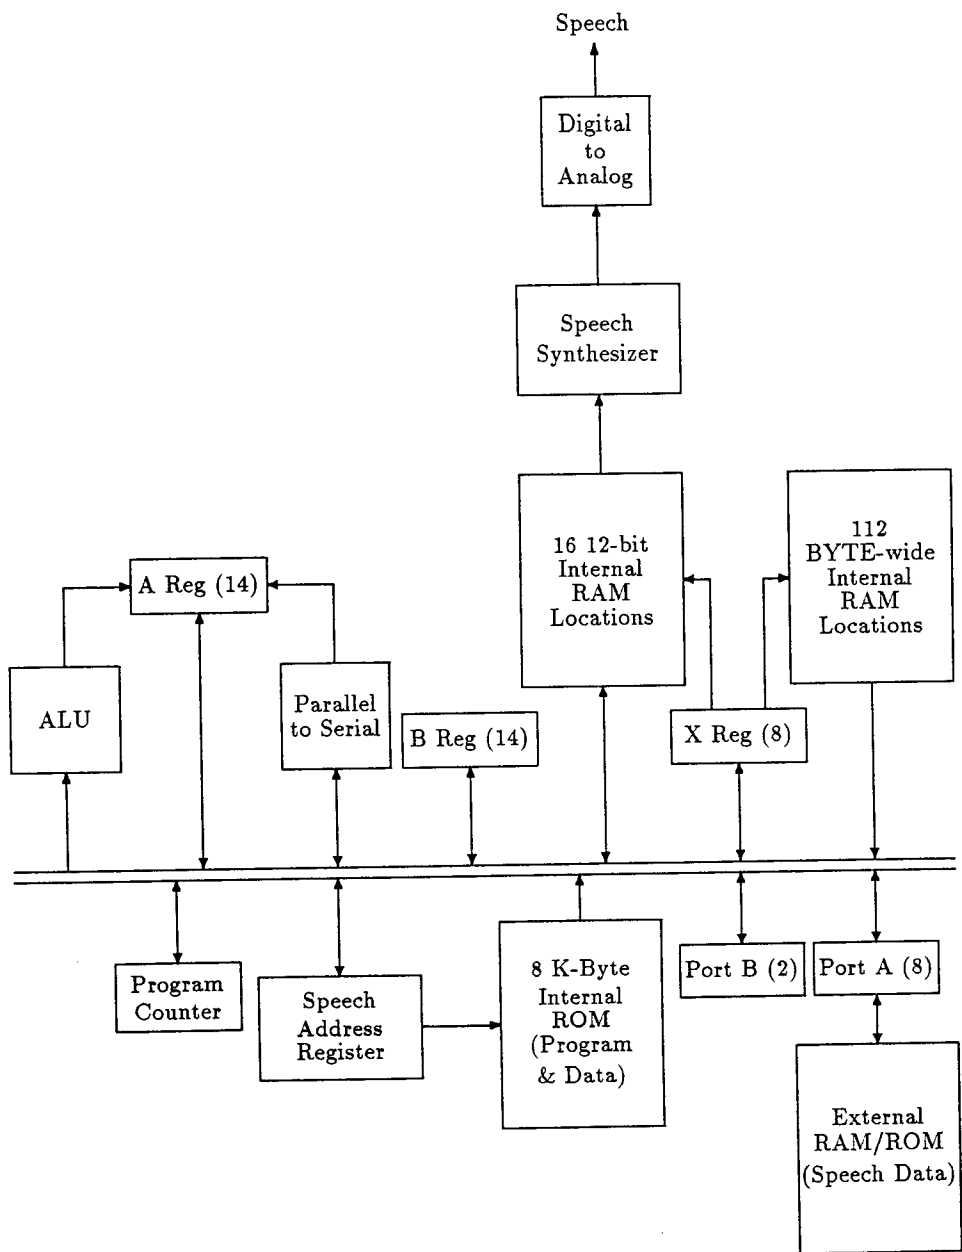 Speech
Digital
to
Analog
Speech
Synthesizer
16 12-bit
Internal
RAM
Locations
112
BYTE-wide
Internal
RAM
Locations
A Reg (14)
ALU
Parallel
to Serial
B Reg (14)
X Reg (8)
Program
Counter
Speech
Address
Register
8 K-Byte
Internal
ROM
(Program
& Data)
Port B (2)
Port A (8)
External
RAM/ROM
(Speech Data)